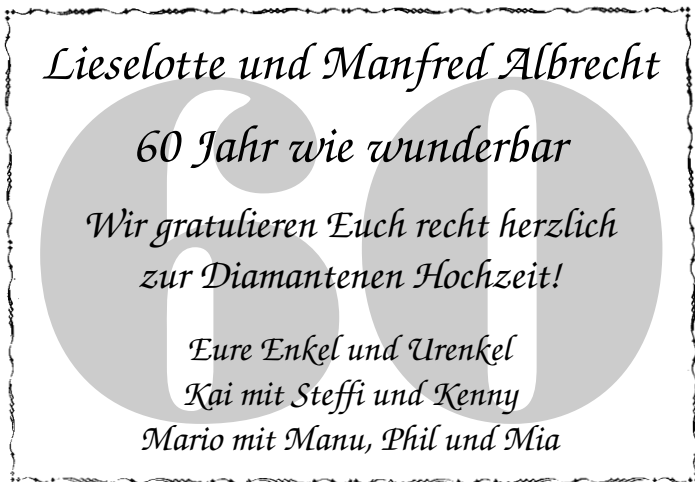 Lieselotte und Manfred Albrecht
60
60 Jahr wie wunderbar
Wir gratulieren Euch recht herzlich
zur Diamantenen Hochzeit!
Eure Enkel und Urenkel
Kai mit Steffi und Kenny
Mario mit Manu, Phil und Mia